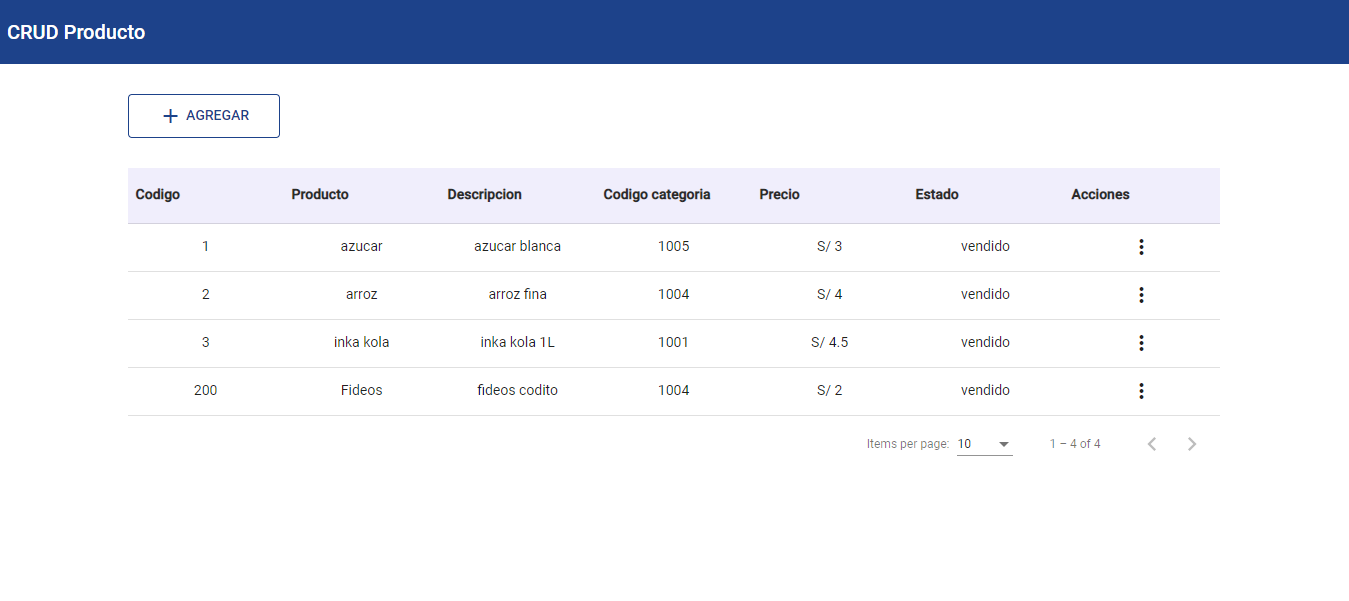 CRUD Producto
AGREGAR
Codigo Producto Descripcion Codigo categoria Precio Estado Acciones
1 azucar azucar blanca 1005 S/ 3 vendido
2 arroz arroz fina 1004 S/ 4 vendido
3 inka kola inka kola 1L 1001 S/ 4.5 vendido
200 Fideos fideos codito 1004 S/ 2 vendido
Items per page: 10 1 – 4 of 4